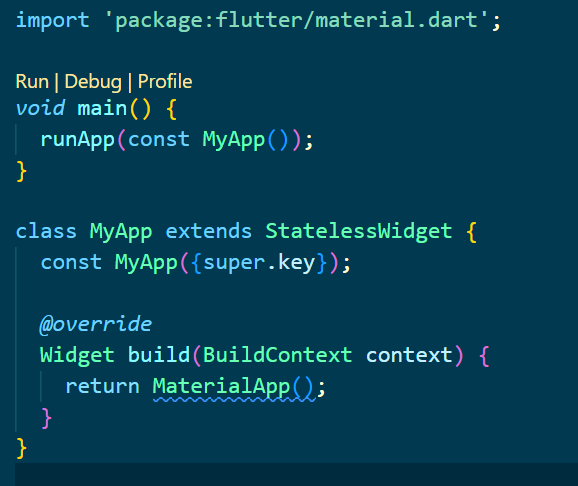 import 'package:flutter/material.dart';
Run | Debug | Profile
void main() {
  runApp(const MyApp());
}
class MyApp extends StatelessWidget {
  const MyApp({super.key});
  @override
  Widget build(BuildContext context) {
    return MaterialApp();
  }
}